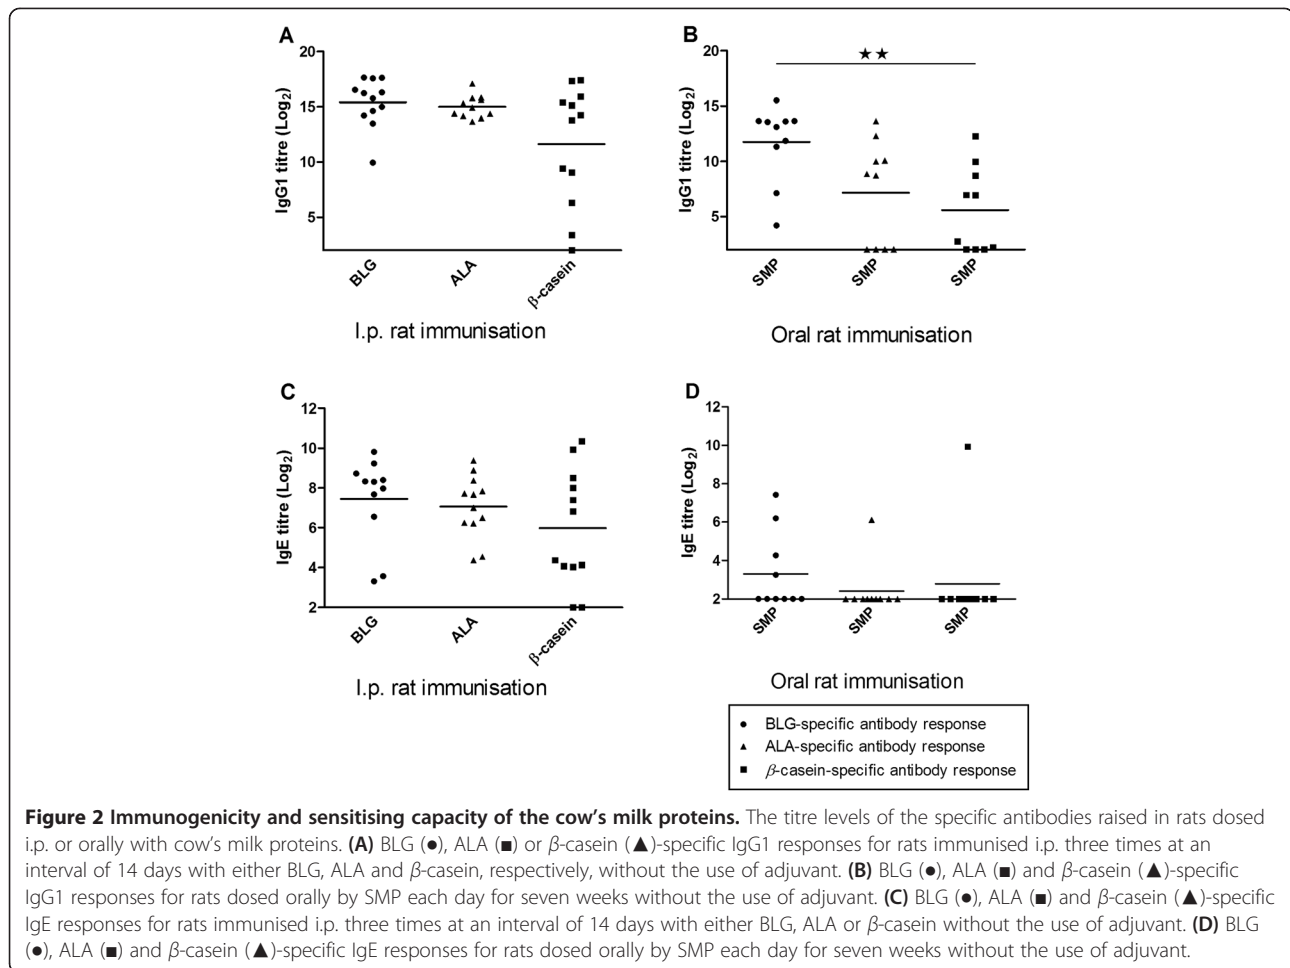 A
20
15
10
5
IgG1 titre (Log2)
BLG
ALA
β-casein
I.p. rat immunisation
B
★★
20
15
10
5
IgG1 titre (Log2)
SMP
SMP
SMP
Oral rat immunisation
C
12
10
8
6
4
2
IgE titre (Log2)
BLG
ALA
β-casein
I.p. rat immunisation
D
12
10
8
6
4
2
IgE titre (Log2)
SMP
SMP
SMP
Oral rat immunisation
● BLG-specific antibody response
▲ ALA-specific antibody response
■ β-casein-specific antibody response
Figure 2 Immunogenicity and sensitising capacity of the cow's milk proteins. The titre levels of the specific antibodies raised in rats dosed
i.p. or orally with cow's milk proteins. (A) BLG (●), ALA (■) or β-casein (▲)-specific IgG1 responses for rats immunised i.p. three times at an
interval of 14 days with either BLG, ALA and β-casein, respectively, without the use of adjuvant. (B) BLG (●), ALA (■) and β-casein (▲)-specific
IgG1 responses for rats dosed orally by SMP each day for seven weeks without the use of adjuvant. (C) BLG (●), ALA (■) and β-casein (▲)-specific
IgE responses for rats immunised i.p. three times at an interval of 14 days with either BLG, ALA or β-casein without the use of adjuvant. (D) BLG
(●), ALA (■) and β-casein (▲)-specific IgE responses for rats dosed orally by SMP each day for seven weeks without the use of adjuvant.